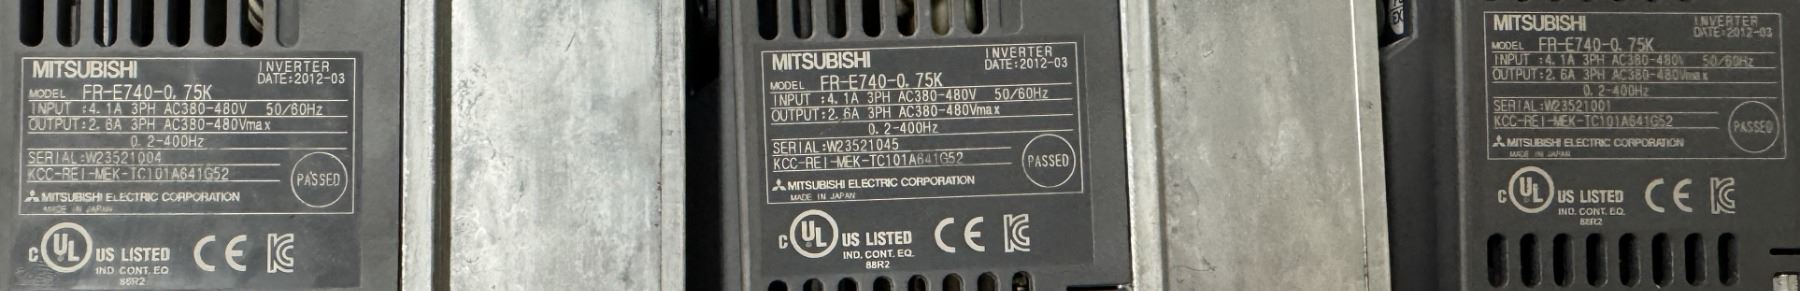 MITSUBISHI INVERTER
DATE:2012-03
MODEL FR-E740-0.75K
INPUT :4.1A 3PH AC380-480V 50/60Hz
OUTPUT:2.6A 3PH AC380-480Vmax
0.2-400Hz
SERIAL:W23521004
KCC-REI-MEK-TC101A641G52
PASSED
MITSUBISHI ELECTRIC CORPORATION
MADE IN JAPAN
C UL US LISTED CE
IND. CONT. EQ.
88R2
MITSUBISHI INVERTER
DATE:2012-03
MODEL FR-E740-0.75K
INPUT :4.1A 3PH AC380-480V 50/60Hz
OUTPUT:2.6A 3PH AC380-480Vmax
0.2-400Hz
SERIAL:W23521045
KCC-REI-MEK-TC101A641G52
PASSED
MITSUBISHI ELECTRIC CORPORATION
MADE IN JAPAN
C UL US LISTED CE
IND. CONT. EQ.
88R2
MITSUBISHI INVERTER
DATE:2012-03
MODEL FR-E740-0.75K
INPUT :4.1A 3PH AC380-480V 50/60Hz
OUTPUT:2.6A 3PH AC380-480Vmax
0.2-400Hz
SERIAL:W23521001
KCC-REI-MEK-TC101A641G52
PASSED
MITSUBISHI ELECTRIC CORPORATION
MADE IN JAPAN
C UL US LISTED CE
IND. CONT. EQ.
88R2